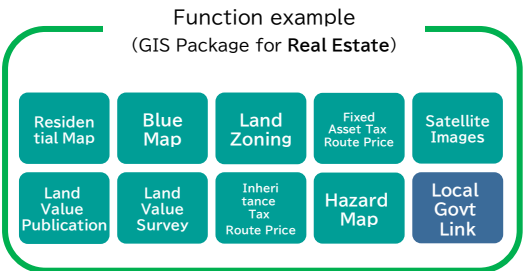 Function example
(GIS Package for Real Estate)
Residen
tial Map
Blue
Map
Land
Zoning
Fixed
Asset Tax
Route Price
Satellite
Images
Land
Value
Publication
Land
Value
Survey
Inheri
tance
Tax
Route Price
Hazard
Map
Local
Govt
Link